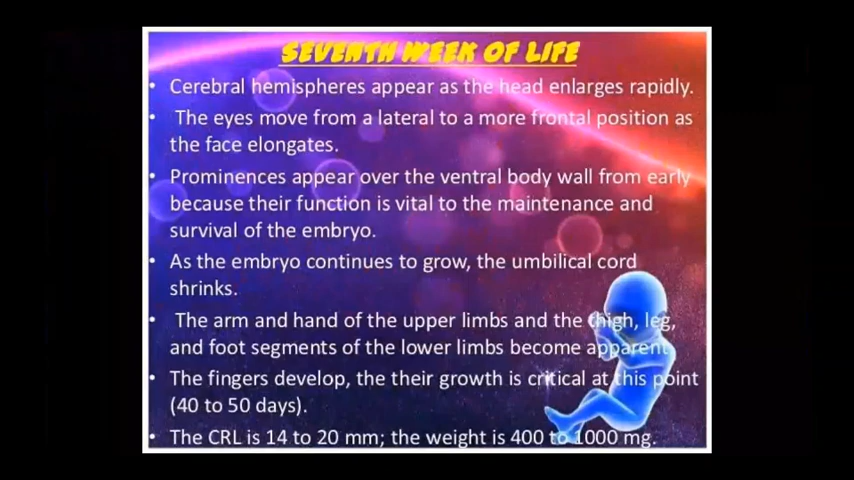 SEVENTH WEEK OF LIFE
• Cerebral hemispheres appear as the head enlarges rapidly.
• The eyes move from a lateral to a more frontal position as
the face elongates.
• Prominences appear over the ventral body wall from early
because their function is vital to the maintenance and
survival of the embryo.
• As the embryo continues to grow, the umbilical cord
shrinks.
• The arm and hand of the upper limbs and the thigh, leg,
and foot segments of the lower limbs become apparent.
• The fingers develop, the their growth is critical at this point
(40 to 50 days).
• The CRL is 14 to 20 mm; the weight is 400 to 1000 mg.